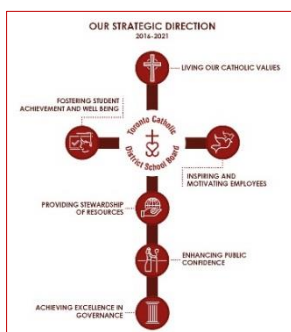 OUR STRATEGIC DIRECTION
2016-2021
LIVING OUR CATHOLIC VALUES
FOSTERING STUDENT
ACHIEVEMENT AND WELL BEING
Toronto Catholic
District School Board
INSPIRING AND
MOTIVATING EMPLOYEES
PROVIDING STEWARDSHIP
OF RESOURCES
ENHANCING PUBLIC
CONFIDENCE
ACHIEVING EXCELLENCE IN
GOVERNANCE